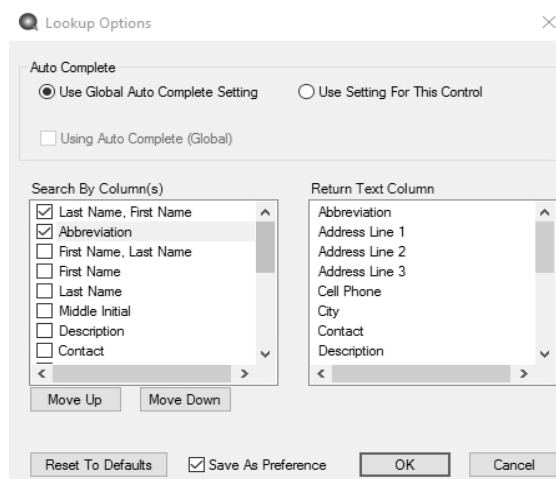 Lookup Options
Auto Complete
Use Global Auto Complete Setting Use Setting For This Control
Using Auto Complete (Global)
Search By Column(s)
Last Name, First Name
Abbreviation
First Name, Last Name
First Name
Last Name
Middle Initial
Description
Contact
Move Up Move Down
Return Text Column
Abbreviation
Address Line 1
Address Line 2
Address Line 3
Cell Phone
City
Contact
Description
Reset To Defaults Save As Preference OK Cancel